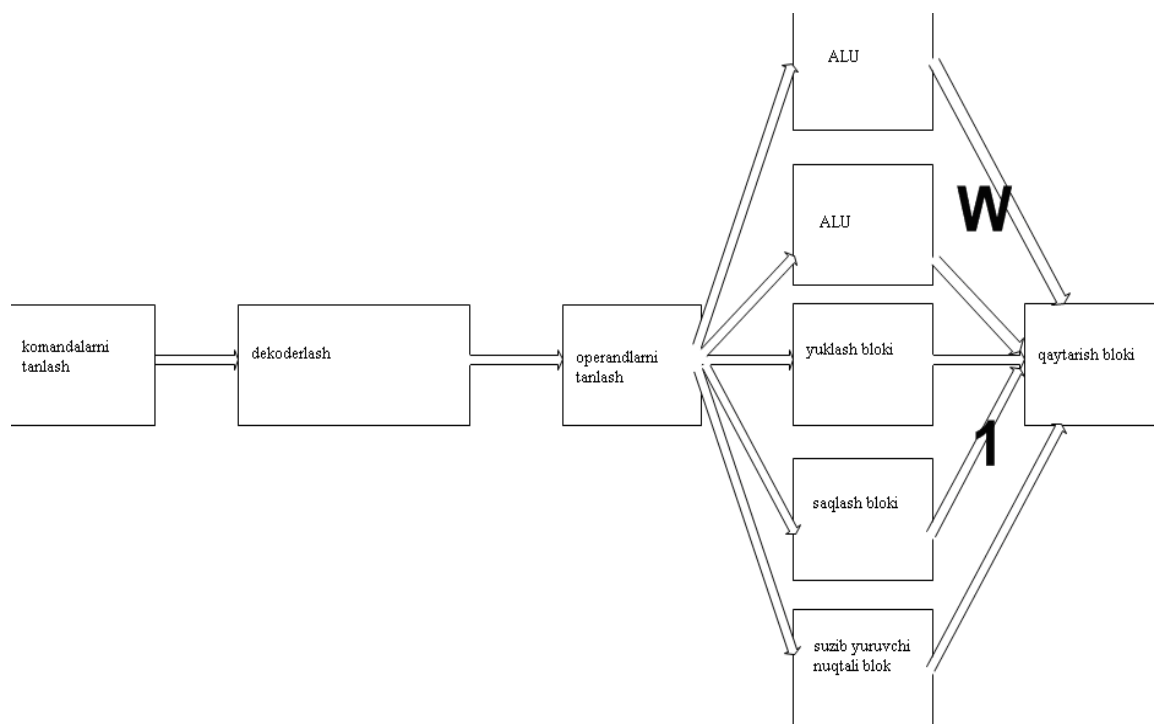 ALU
W
ALU
komandalarni
tanlash
dekoderlash
operandlarni
tanlash
yuklash bloki
qaytarish bloki
1
saqlash bloki
suzib yuruvchi
nuqtali blok